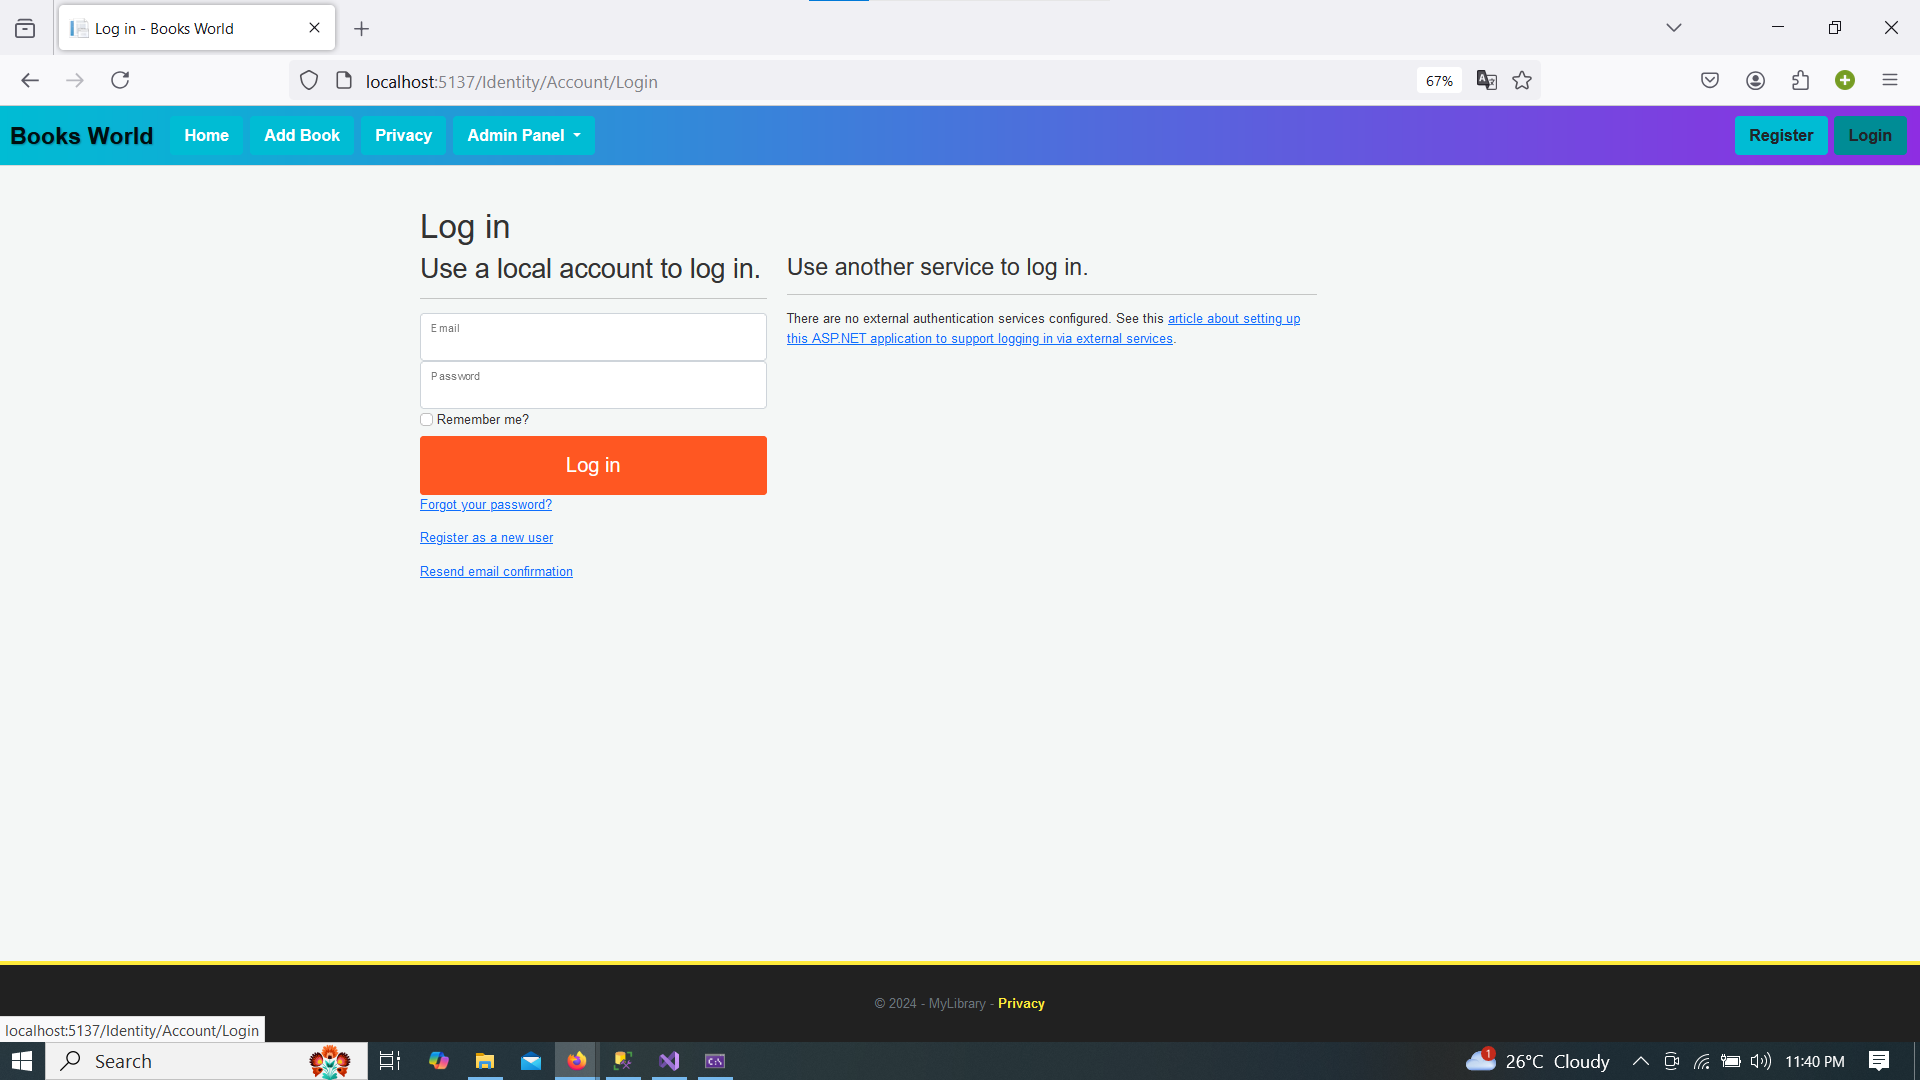 Log in - Books World
localhost:5137/Identity/Account/Login
67%
Books World
Home
Add Book
Privacy
Admin Panel
Register
Login
Log in
Use a local account to log in.
Email
Password
Remember me?
Log in
Forgot your password?
Register as a new user
Resend email confirmation
Use another service to log in.
There are no external authentication services configured. See this article about setting up
this ASP.NET application to support logging in via external services.
© 2024 - MyLibrary - Privacy
localhost:5137/Identity/Account/Login
Search
1
26°C Cloudy
11:40 PM